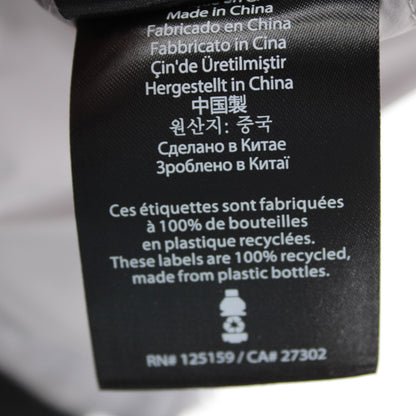 Made in China
Fabricado en China
Fabbricato in Cina
Çin'de Üretilmiştir
Hergestellt in China
中国製
원산지: 중국
Сделано в Китае
Зроблено в Китаї
Ces étiquettes sont fabriquées
à 100% de bouteilles
en plastique recyclées.
These labels are 100% recycled,
made from plastic bottles.
RN# 125159 / CA# 27302